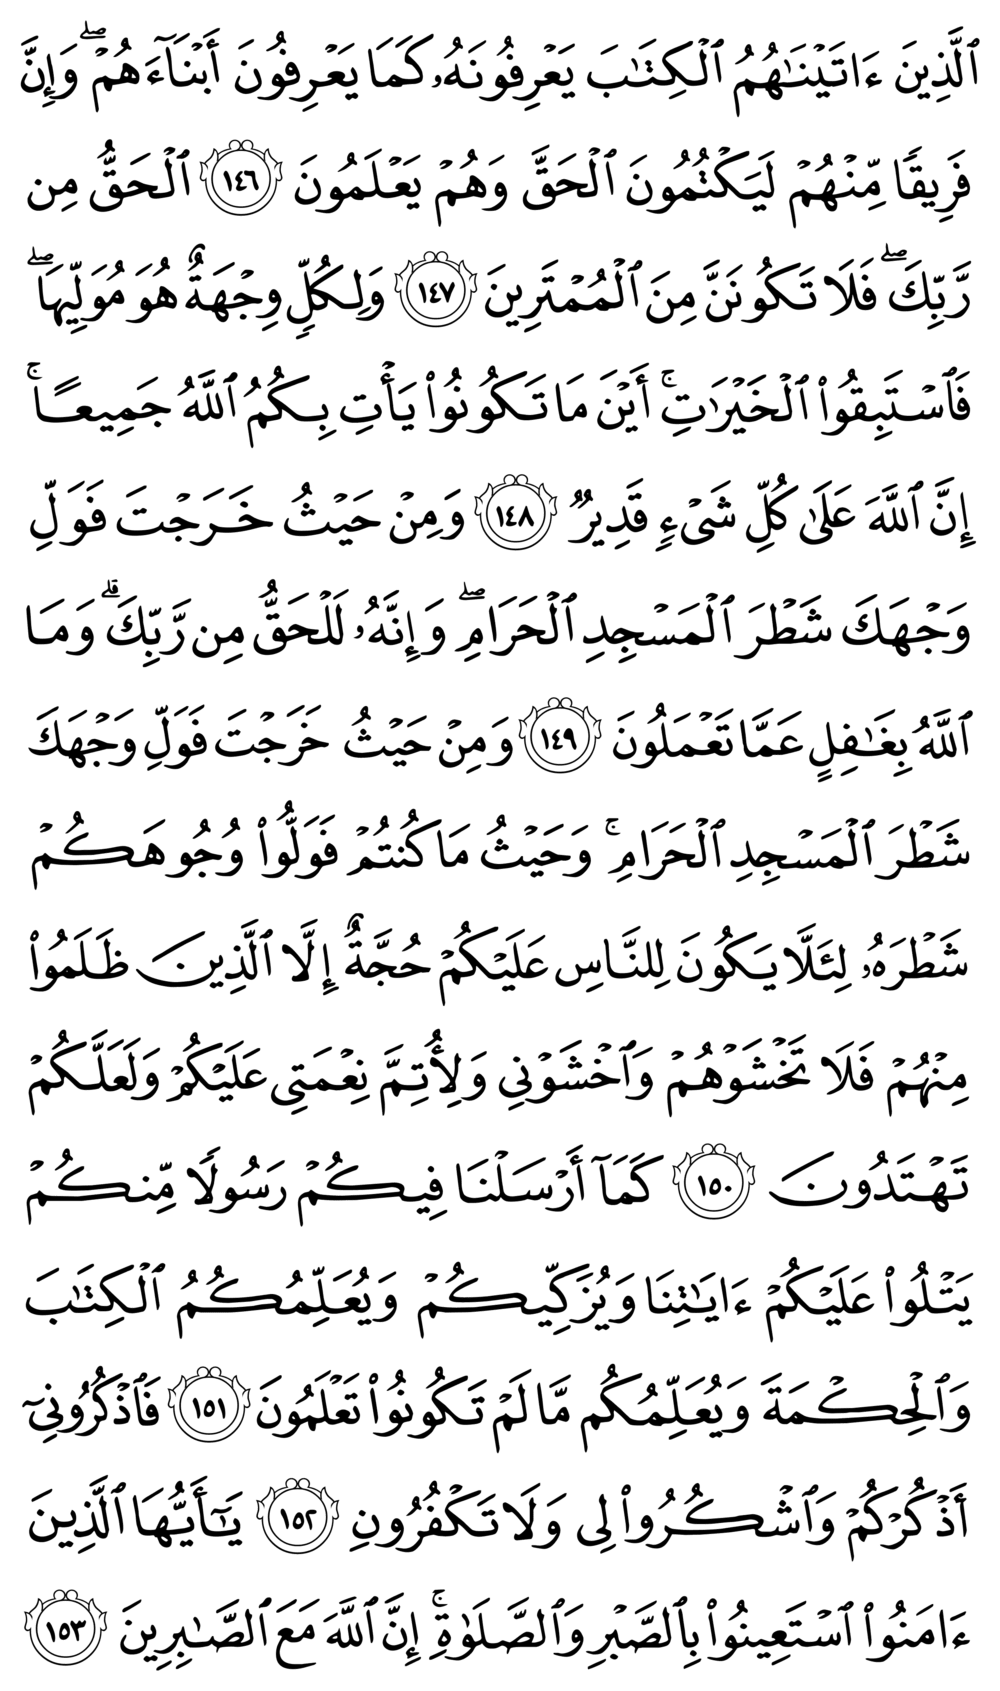 ٱلَّذِينَ ءَاتَيۡنَٰهُمُ ٱلۡكِتَٰبَ يَعۡرِفُونَهُۥ كَمَا يَعۡرِفُونَ أَبۡنَآءَهُمۡۖ وَإِنَّ
فَرِيقٗا مِّنۡهُمۡ لَيَكۡتُمُونَ ٱلۡحَقَّ وَهُمۡ يَعۡلَمُونَ ١٤٦ ٱلۡحَقُّ مِن
رَّبِّكَۖ فَلَا تَكُونَنَّ مِنَ ٱلۡمُمۡتَرِينَ ١٤٧ وَلِكُلّٖ وِجۡهَةٌ هُوَ مُوَلِّيهَاۖ
فَٱسۡتَبِقُواْ ٱلۡخَيۡرَٰتِۚ أَيۡنَ مَا تَكُونُواْ يَأۡتِ بِكُمُ ٱللَّهُ جَمِيعًاۚ
إِنَّ ٱللَّهَ عَلَىٰ كُلِّ شَيۡءٖ قَدِيرٞ ١٤٨ وَمِنۡ حَيۡثُ خَرَجۡتَ فَوَلِّ
وَجۡهَكَ شَطۡرَ ٱلۡمَسۡجِدِ ٱلۡحَرَامِۖ وَإِنَّهُۥ لَلۡحَقُّ مِن رَّبِّكَۗ وَمَا
ٱللَّهُ بِغَٰفِلٍ عَمَّا تَعۡمَلُونَ ١٤٩ وَمِنۡ حَيۡثُ خَرَجۡتَ فَوَلِّ وَجۡهَكَ
شَطۡرَ ٱلۡمَسۡجِدِ ٱلۡحَرَامِۚ وَحَيۡثُ مَا كُنتُمۡ فَوَلُّواْ وُجُوهَكُمۡ
شَطۡرَهُۥ لِئَلَّا يَكُونَ لِلنَّاسِ عَلَيۡكُمۡ حُجَّةٌ إِلَّا ٱلَّذِينَ ظَلَمُواْ
مِنۡهُمۡ فَلَا تَخۡشَوۡهُمۡ وَٱخۡشَوۡنِي وَلِأُتِمَّ نِعۡمَتِي عَلَيۡكُمۡ وَلَعَلَّكُمۡ
تَهۡتَدُونَ ١٥٠ كَمَآ أَرۡسَلۡنَا فِيكُمۡ رَسُولٗا مِّنكُمۡ
يَتۡلُواْ عَلَيۡكُمۡ ءَايَٰتِنَا وَيُزَكِّيكُمۡ وَيُعَلِّمُكُمُ ٱلۡكِتَٰبَ
وَٱلۡحِكۡمَةَ وَيُعَلِّمُكُم مَّا لَمۡ تَكُونُواْ تَعۡلَمُونَ ١٥١ فَٱذۡكُرُونِيٓ
أَذۡكُرۡكُمۡ وَٱشۡكُرُواْ لِي وَلَا تَكۡفُرُونِ ١٥٢ يَٰٓأَيُّهَا ٱلَّذِينَ
ءَامَنُواْ ٱسۡتَعِينُواْ بِٱلصَّبۡرِ وَٱلصَّلَوٰةِۚ إِنَّ ٱللَّهَ مَعَ ٱلصَّٰبِرِينَ ١٥٣